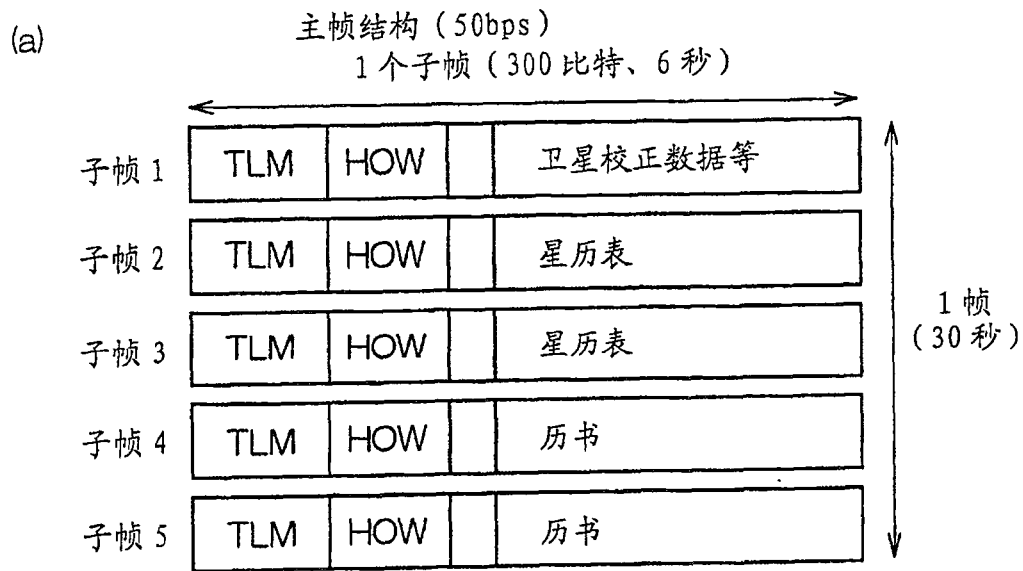 (a)
主帧结构(50bps)
1个子帧(300比特、6秒)
子帧1 TLM HOW 卫星校正数据等
子帧2 TLM HOW 星历表
子帧3 TLM HOW 星历表
1帧
(30秒)
子帧4 TLM HOW 历书
子帧5 TLM HOW 历书